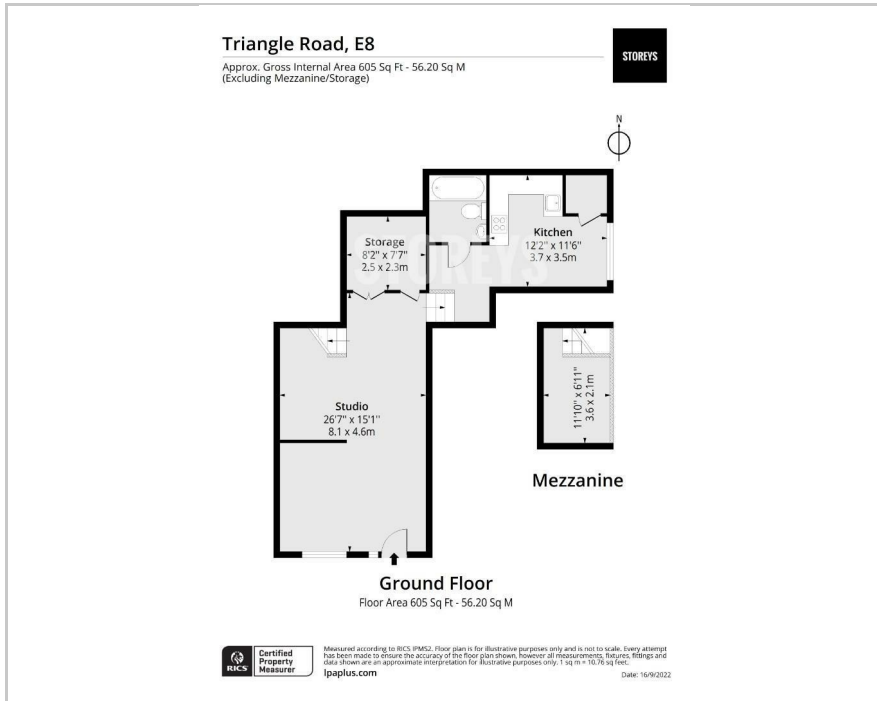 Triangle Road, E8
Approx. Gross Internal Area 605 Sq Ft - 56.20 Sq M
(Excluding Mezzanine/Storage)
STOREYS
N
Storage
8'2" x 7'7"
2.5 x 2.3m
Kitchen
12'2" x 11'6"
3.7 x 3.5m
STOREYS
Studio
26'7" x 15'1"
8.1 x 4.6m
11'10" x 6'11"
3.6 x 2.1m
Mezzanine
Ground Floor
Floor Area 605 Sq Ft - 56.20 Sq M
RICS
Certified
Property
Measurer
Measured according to RICS IPMS2. Floor plan is for illustrative purposes only and is not to scale. Every attempt
has been made to ensure the accuracy of the floor plan shown, however all measurements, fixtures, fittings and
data shown are an approximate interpretation for illustrative purposes only. 1 sq m = 10.76 sq feet.
lpaplus.com
Date: 16/9/2022